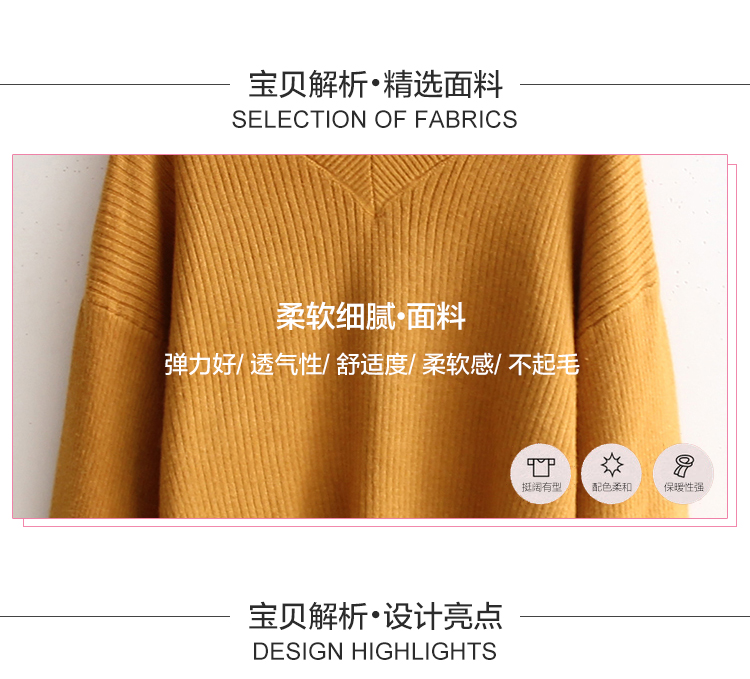 宝贝解析•精选面料
SELECTION OF FABRICS
柔软细腻•面料
弹力好/ 透气性/ 舒适度/ 柔软感/ 不起毛
挺阔有型
配色柔和
保暖性强
宝贝解析•设计亮点
DESIGN HIGHLIGHTS